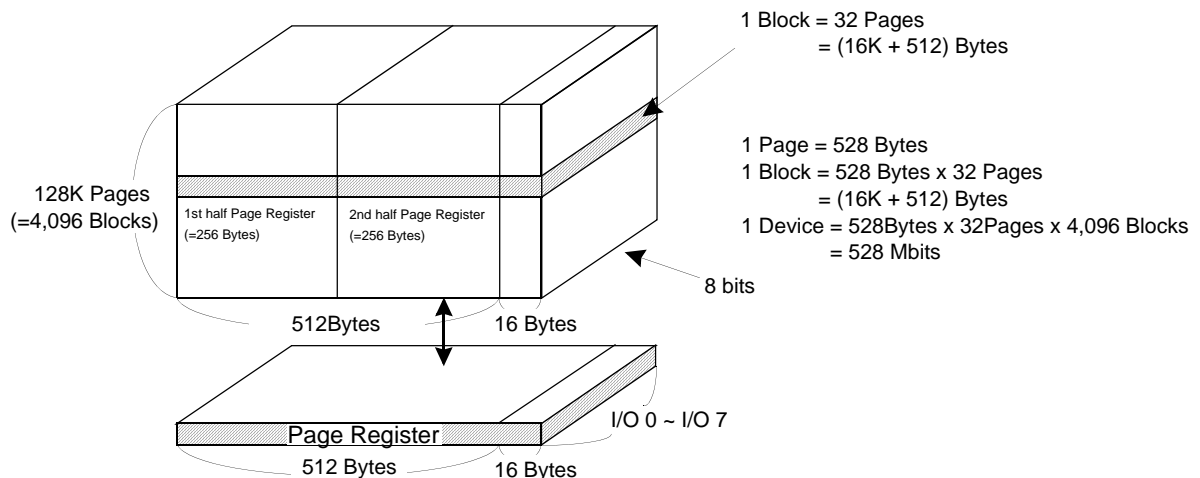 1 Block = 32 Pages
= (16K + 512) Bytes
1 Page = 528 Bytes
1 Block = 528 Bytes x 32 Pages
= (16K + 512) Bytes
1 Device = 528Bytes x 32Pages x 4,096 Blocks
= 528 Mbits
128K Pages
(=4,096 Blocks)
1st half Page Register
(=256 Bytes)
2nd half Page Register
(=256 Bytes)
8 bits
512Bytes
16 Bytes
I/O 0 ~ I/O 7
Page Register
512 Bytes
16 Bytes